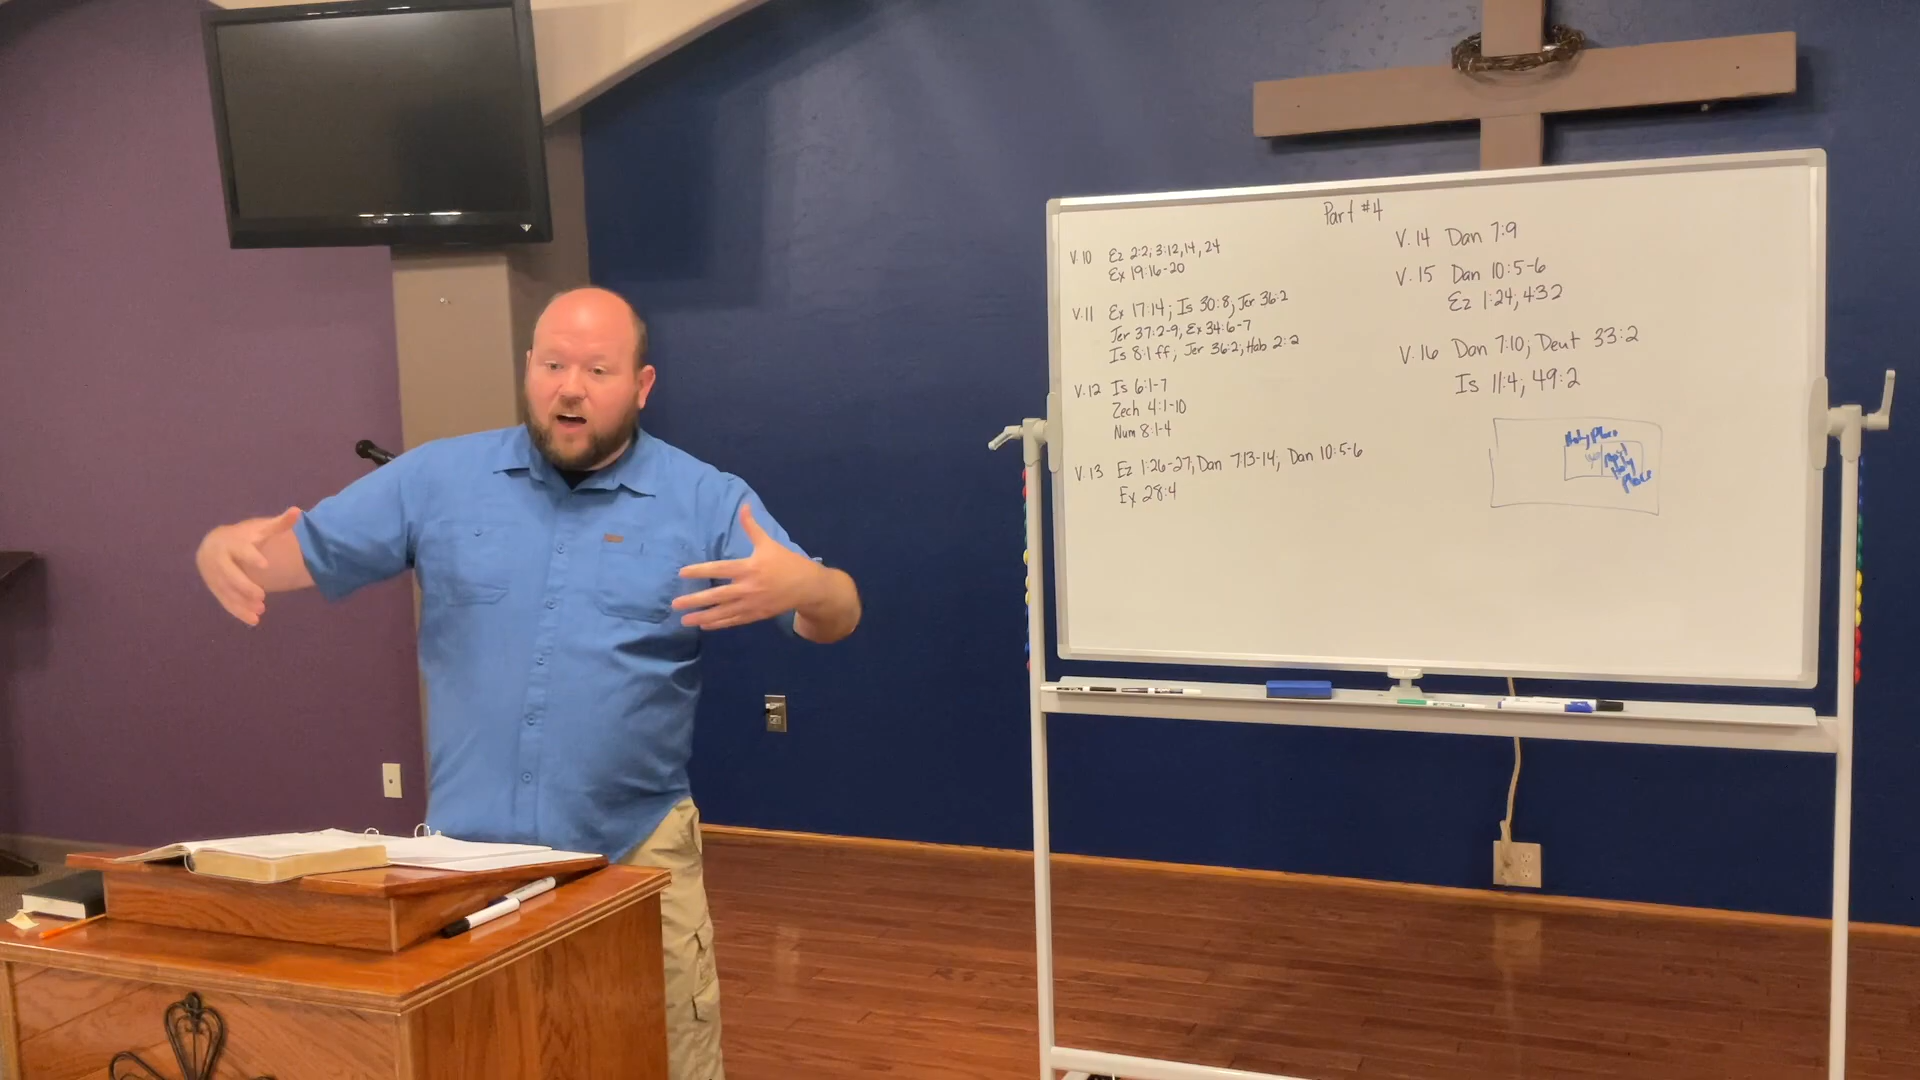 Part #4
V.10 Ez 2:2; 3:12, 14, 24
Ex 19:16-20
V.11 Ex 17:14; Is 30:8; Jer 36:2
Jer 37:2-9, Ex 34:6-7
Is 8:1 ff; Jer 36:2; Hab 2:2
V.12 Is 6:1-7
Zech 4:1-10
Num 8:1-4
V.13 Ez 1:26-27; Dan 7:13-14; Dan 10:5-6
Ex 28:4
V.14 Dan 7:9
V.15 Dan 10:5-6
Ez 1:24; 43:2
V.16 Dan 7:10; Deut 33:2
Is 11:4; 49:2
Holy Place
Most
Holy
Place